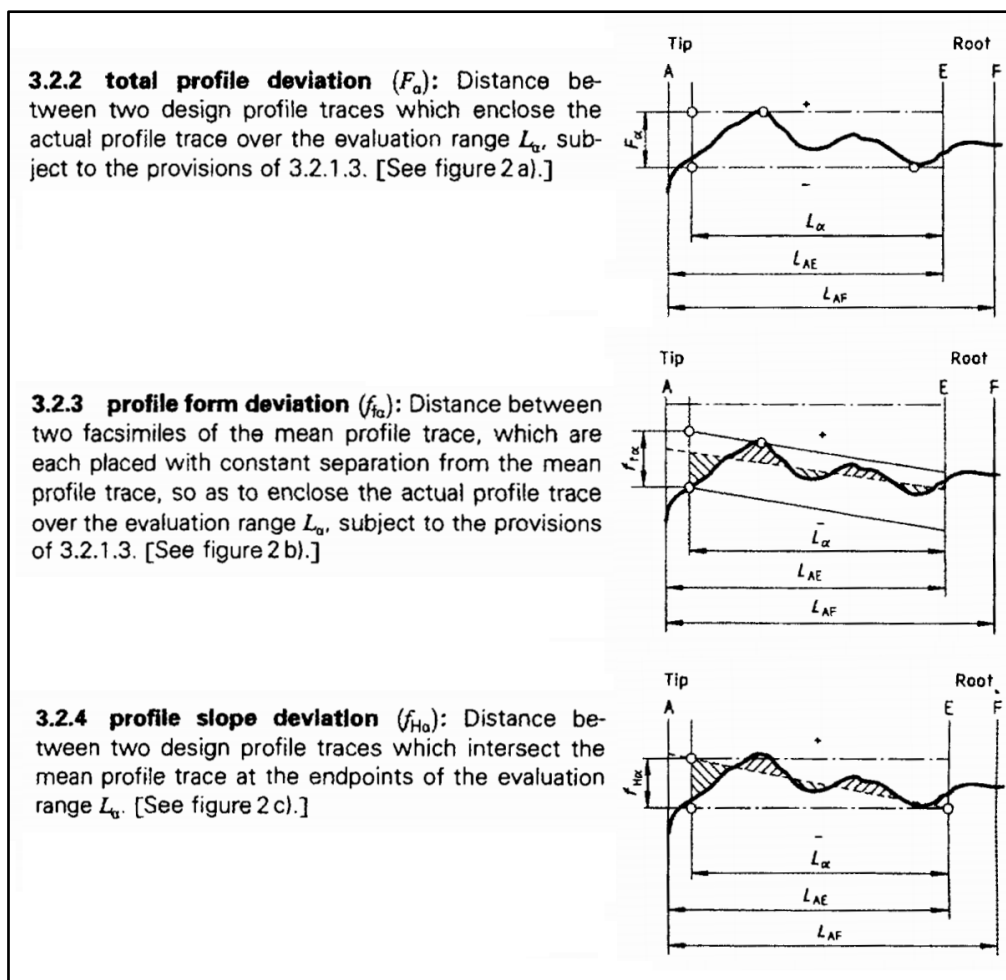 3.2.2 total profile deviation (Fα): Distance be-
tween two design profile traces which enclose the
actual profile trace over the evaluation range Lα, sub-
ject to the provisions of 3.2.1.3. [See figure 2 a).]
Tip Root
A E F
+
Fα
-
Lα
LAE
LAF
3.2.3 profile form deviation (ffα): Distance between
two facsimiles of the mean profile trace, which are
each placed with constant separation from the mean
profile trace, so as to enclose the actual profile trace
over the evaluation range Lα, subject to the provisions
of 3.2.1.3. [See figure 2 b).]
Tip Root
A E F
+
ffα
-
Lα
LAE
LAF
3.2.4 profile slope deviation (fHα): Distance be-
tween two design profile traces which intersect the
mean profile trace at the endpoints of the evaluation
range Lα. [See figure 2 c).]
Tip Root
A E F
+
fHα
-
Lα
LAE
LAF